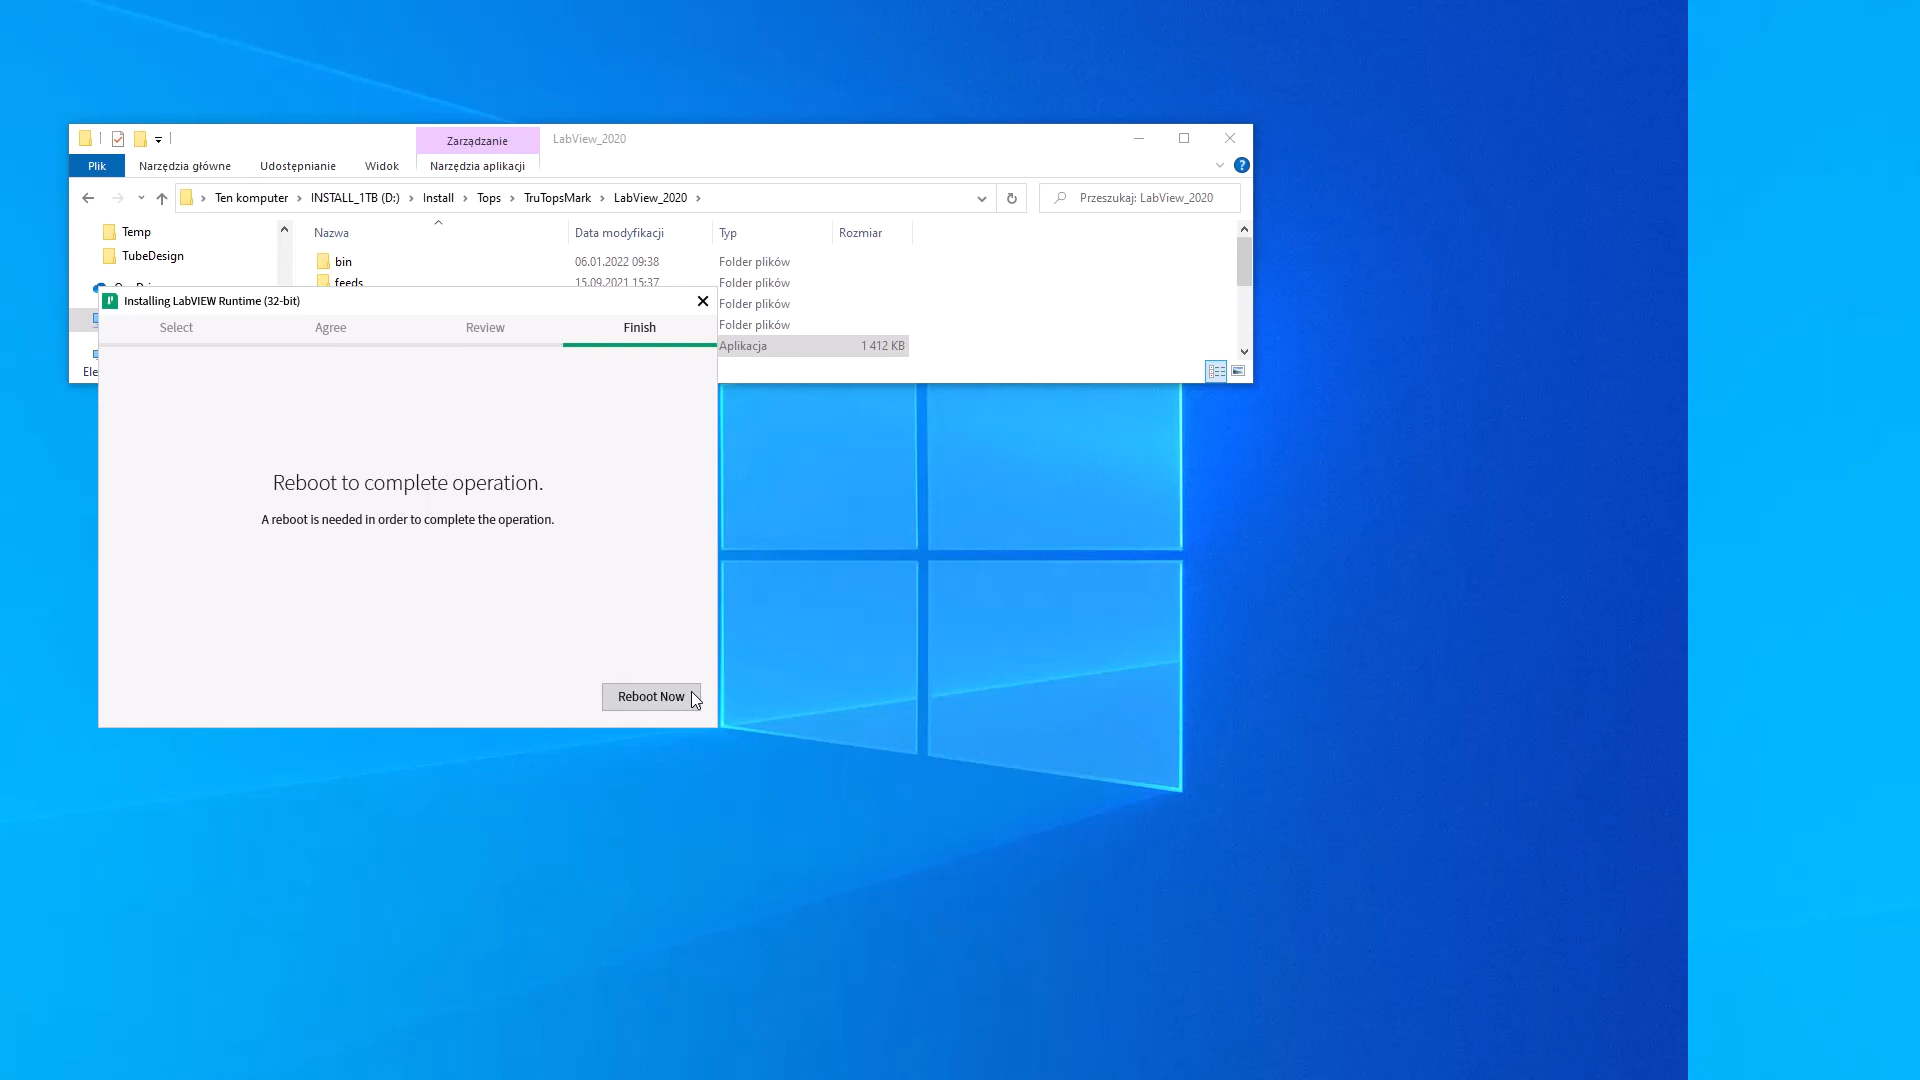 Zarządzanie
LabView_2020
Plik
Narzędzia główne
Udostępnianie
Widok
Narzędzia aplikacji
?
Ten komputer
INSTALL_1TB (D:)
Install
Tops
TruTopsMark
LabView_2020
Przeszukaj: LabView_2020
Temp
TubeDesign
Nazwa
Data modyfikacji
Typ
Rozmiar
bin
06.01.2022 09:38
Folder plików
feeds
15.09.2021 15:37
Folder plików
Folder plików
Folder plików
Aplikacja
1 412 KB
Ele
Installing LabVIEW Runtime (32-bit)
Select
Agree
Review
Finish
Reboot to complete operation.
A reboot is needed in order to complete the operation.
Reboot Now